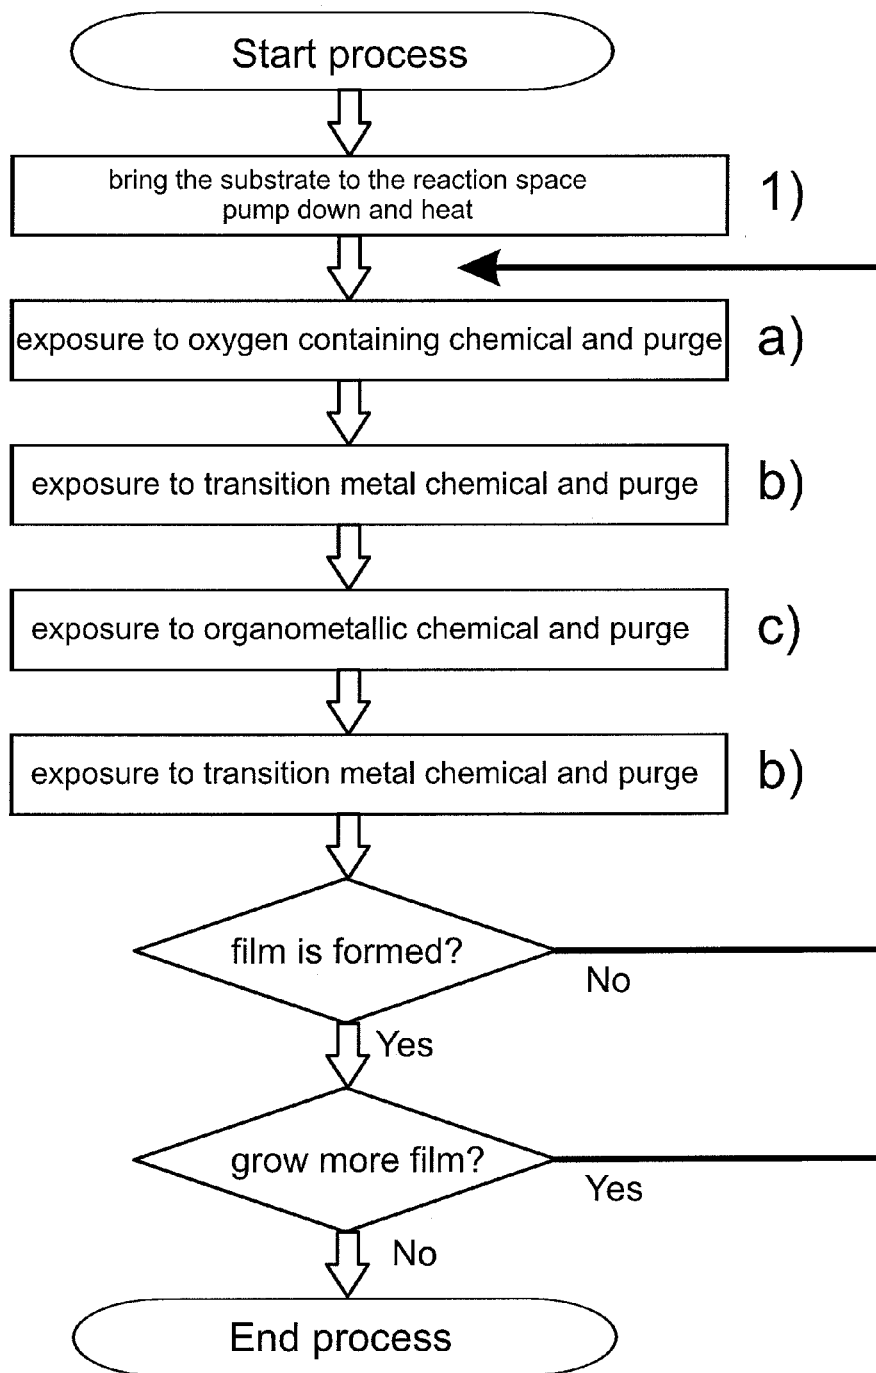 Start process
bring the substrate to the reaction space
pump down and heat
1)
exposure to oxygen containing chemical and purge
a)
exposure to transition metal chemical and purge
b)
exposure to organometallic chemical and purge
c)
exposure to transition metal chemical and purge
b)
film is formed?
No
Yes
grow more film?
Yes
No
End process